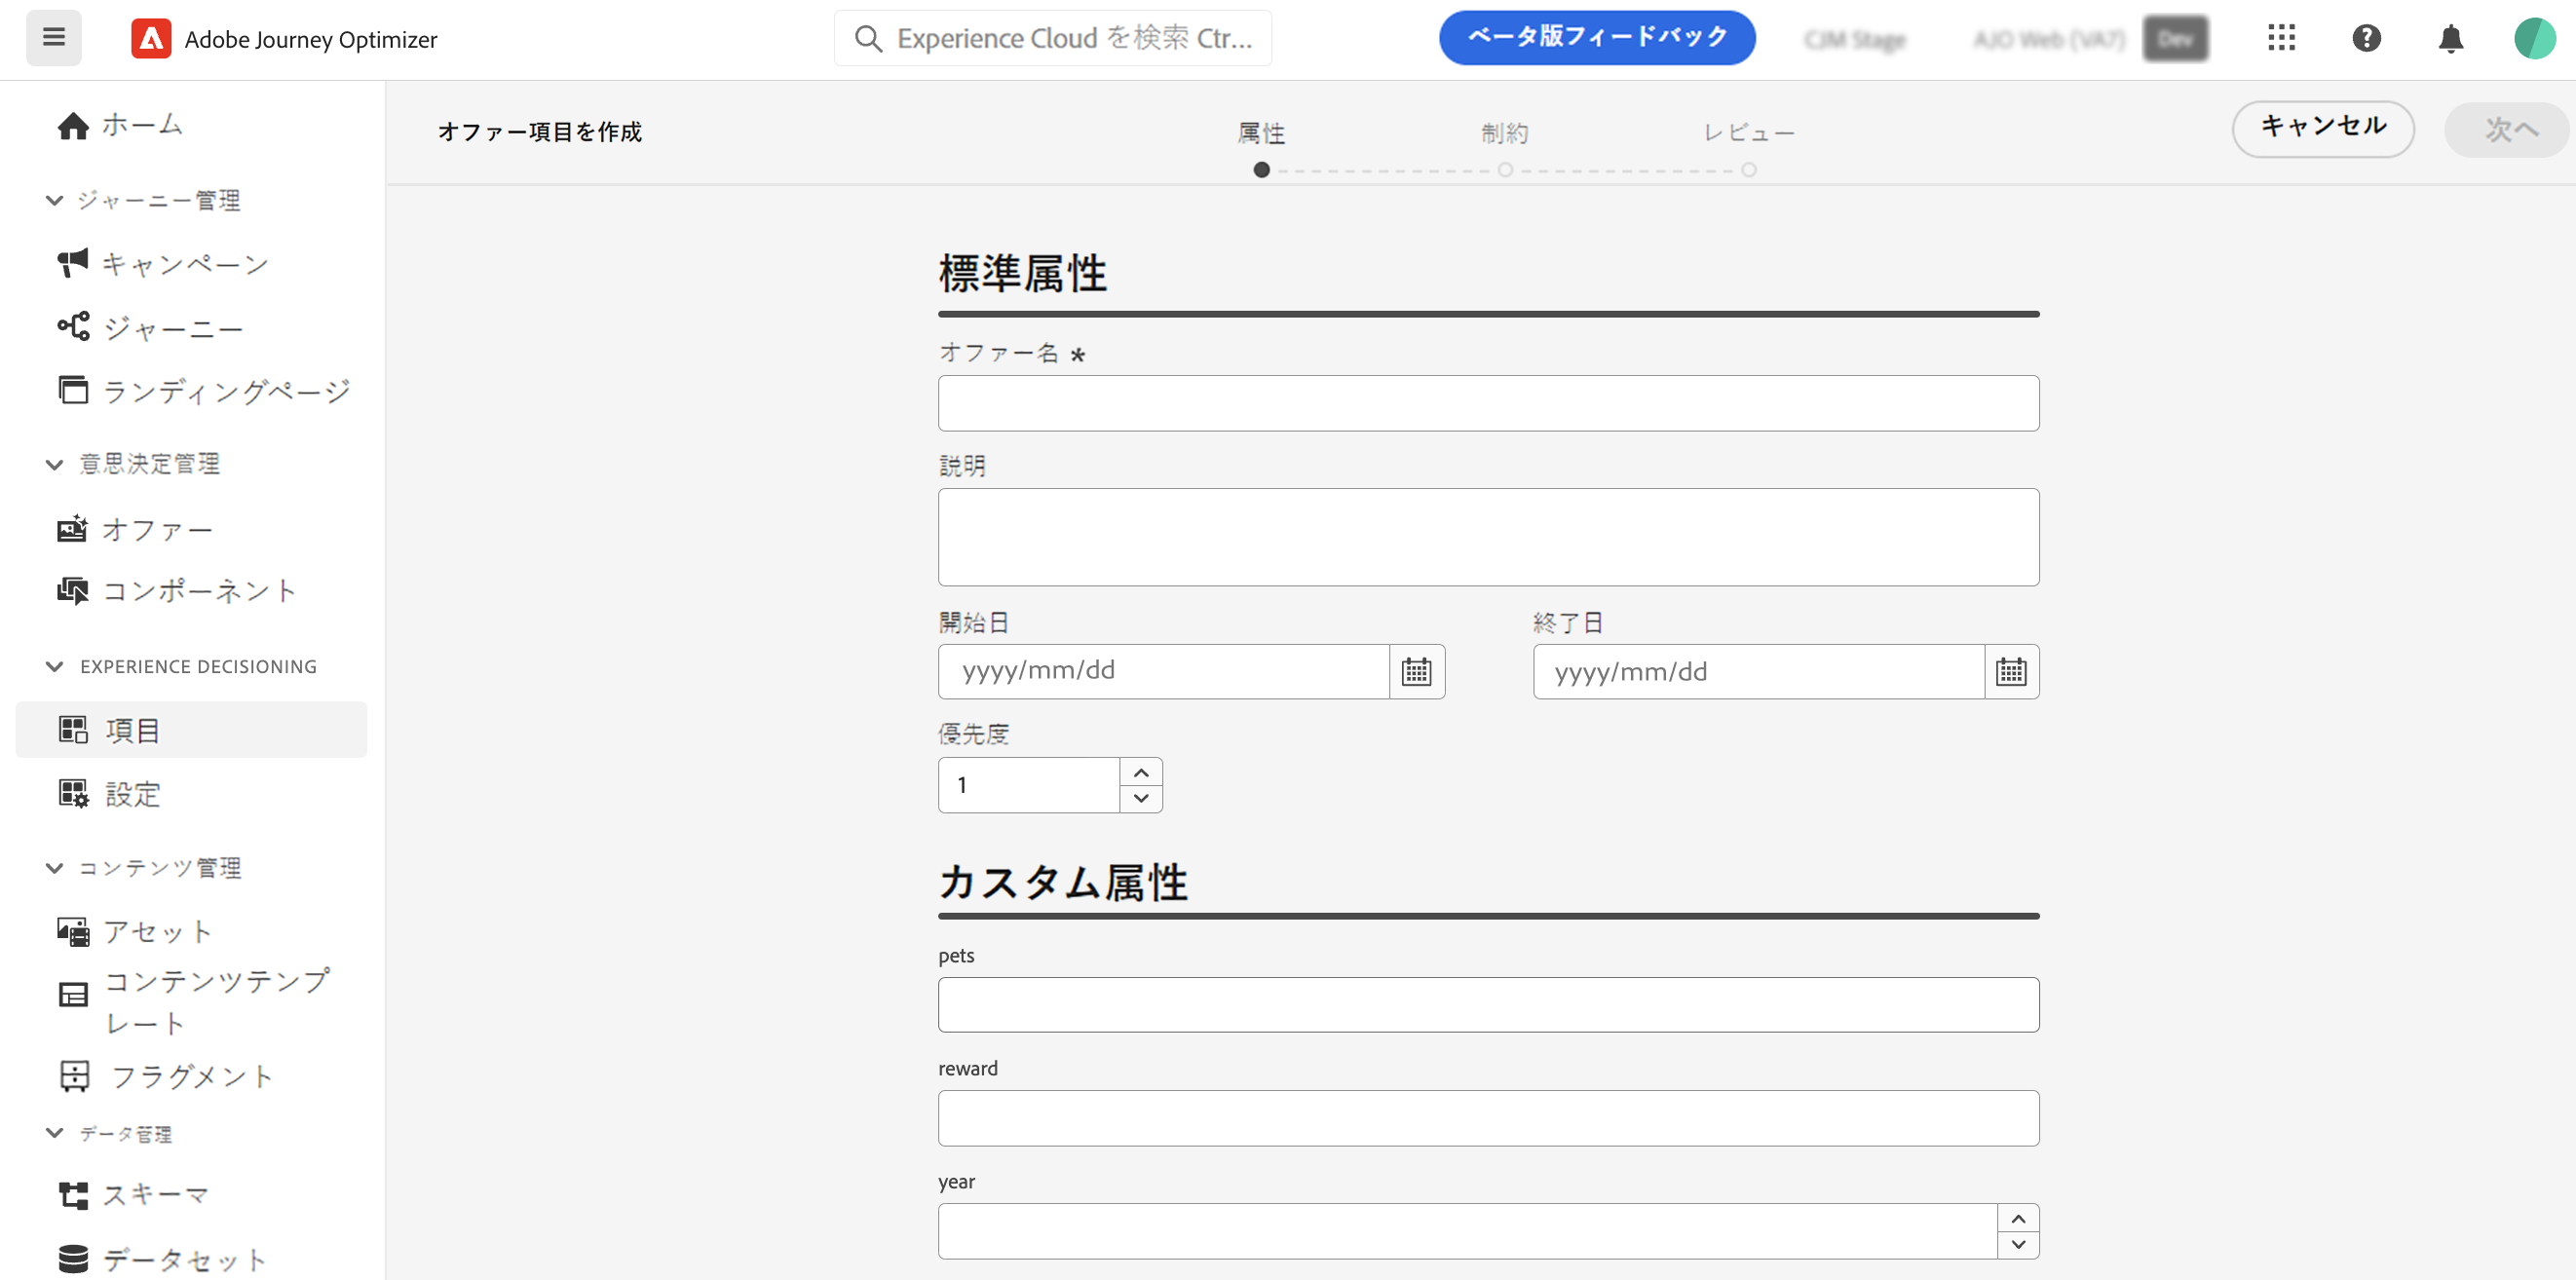 Adobe Journey Optimizer
Experience Cloud を検索 Ctr...
ベータ版フィードバック
CJM Stage
AJO Web (VA7)
Dev
ホーム
ジャーニー管理
キャンペーン
ジャーニー
ランディングページ
意思決定管理
オファー
コンポーネント
EXPERIENCE DECISIONING
項目
設定
コンテンツ管理
アセット
コンテンツテンプ
レート
フラグメント
データ管理
スキーマ
データセット
オファー項目を作成
属性
制約
レビュー
キャンセル
次へ
標準属性
オファー名 *
説明
開始日
終了日
yyyy/mm/dd
yyyy/mm/dd
優先度
1
カスタム属性
pets
reward
year